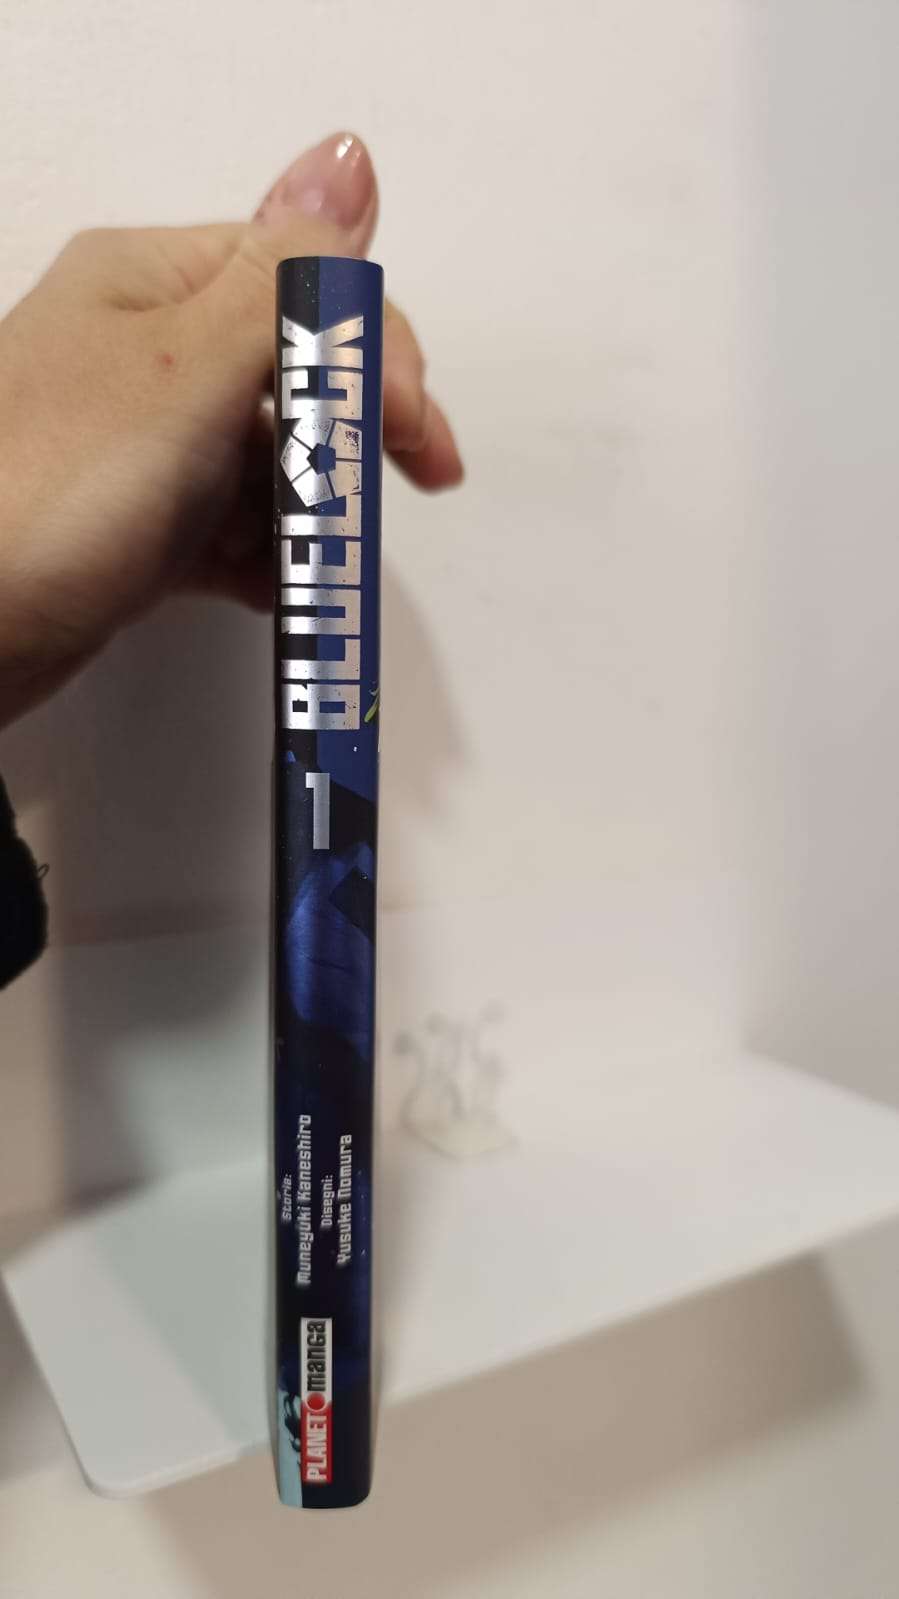 BLUELOCK
1
Storia:
Muneyuki Kaneshiro
Disegni:
Yusuke Nomura
PLANET manga